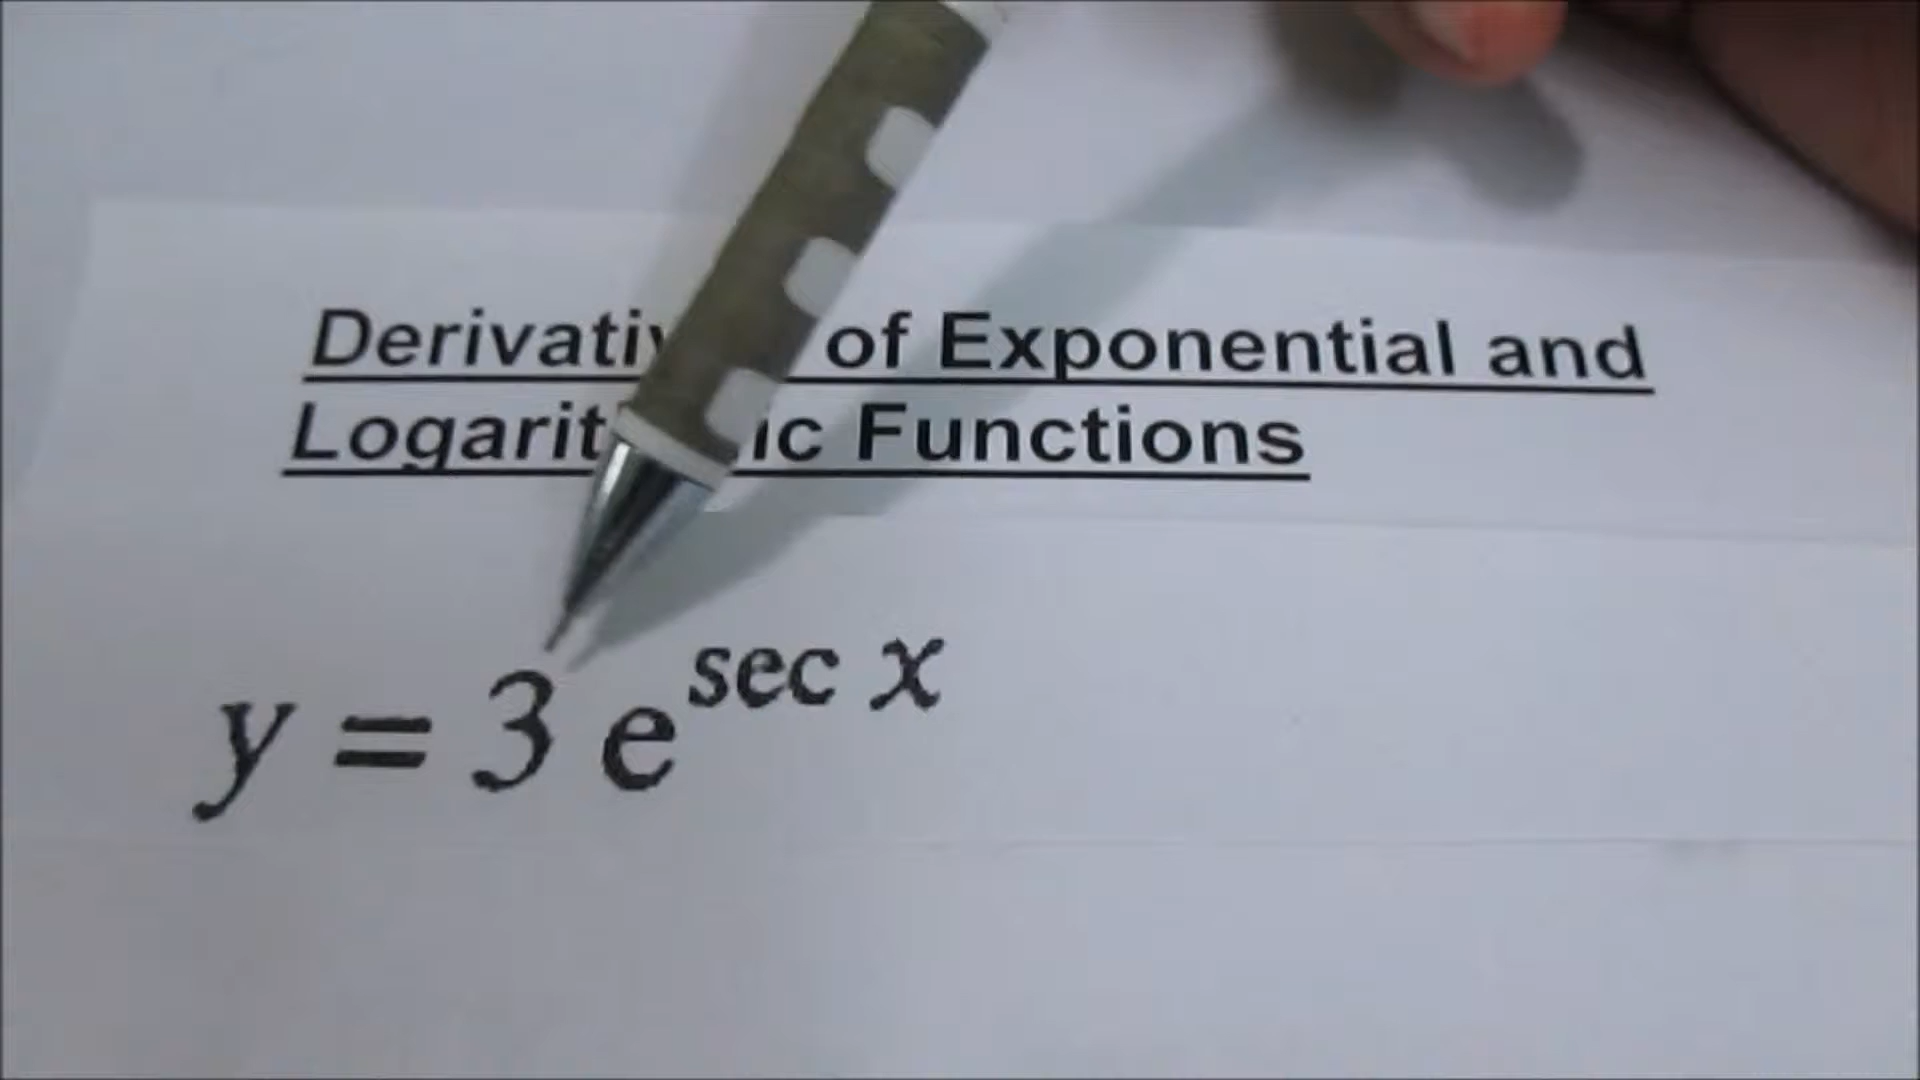 of Exponential and
Functions
y = 3 e^sec x